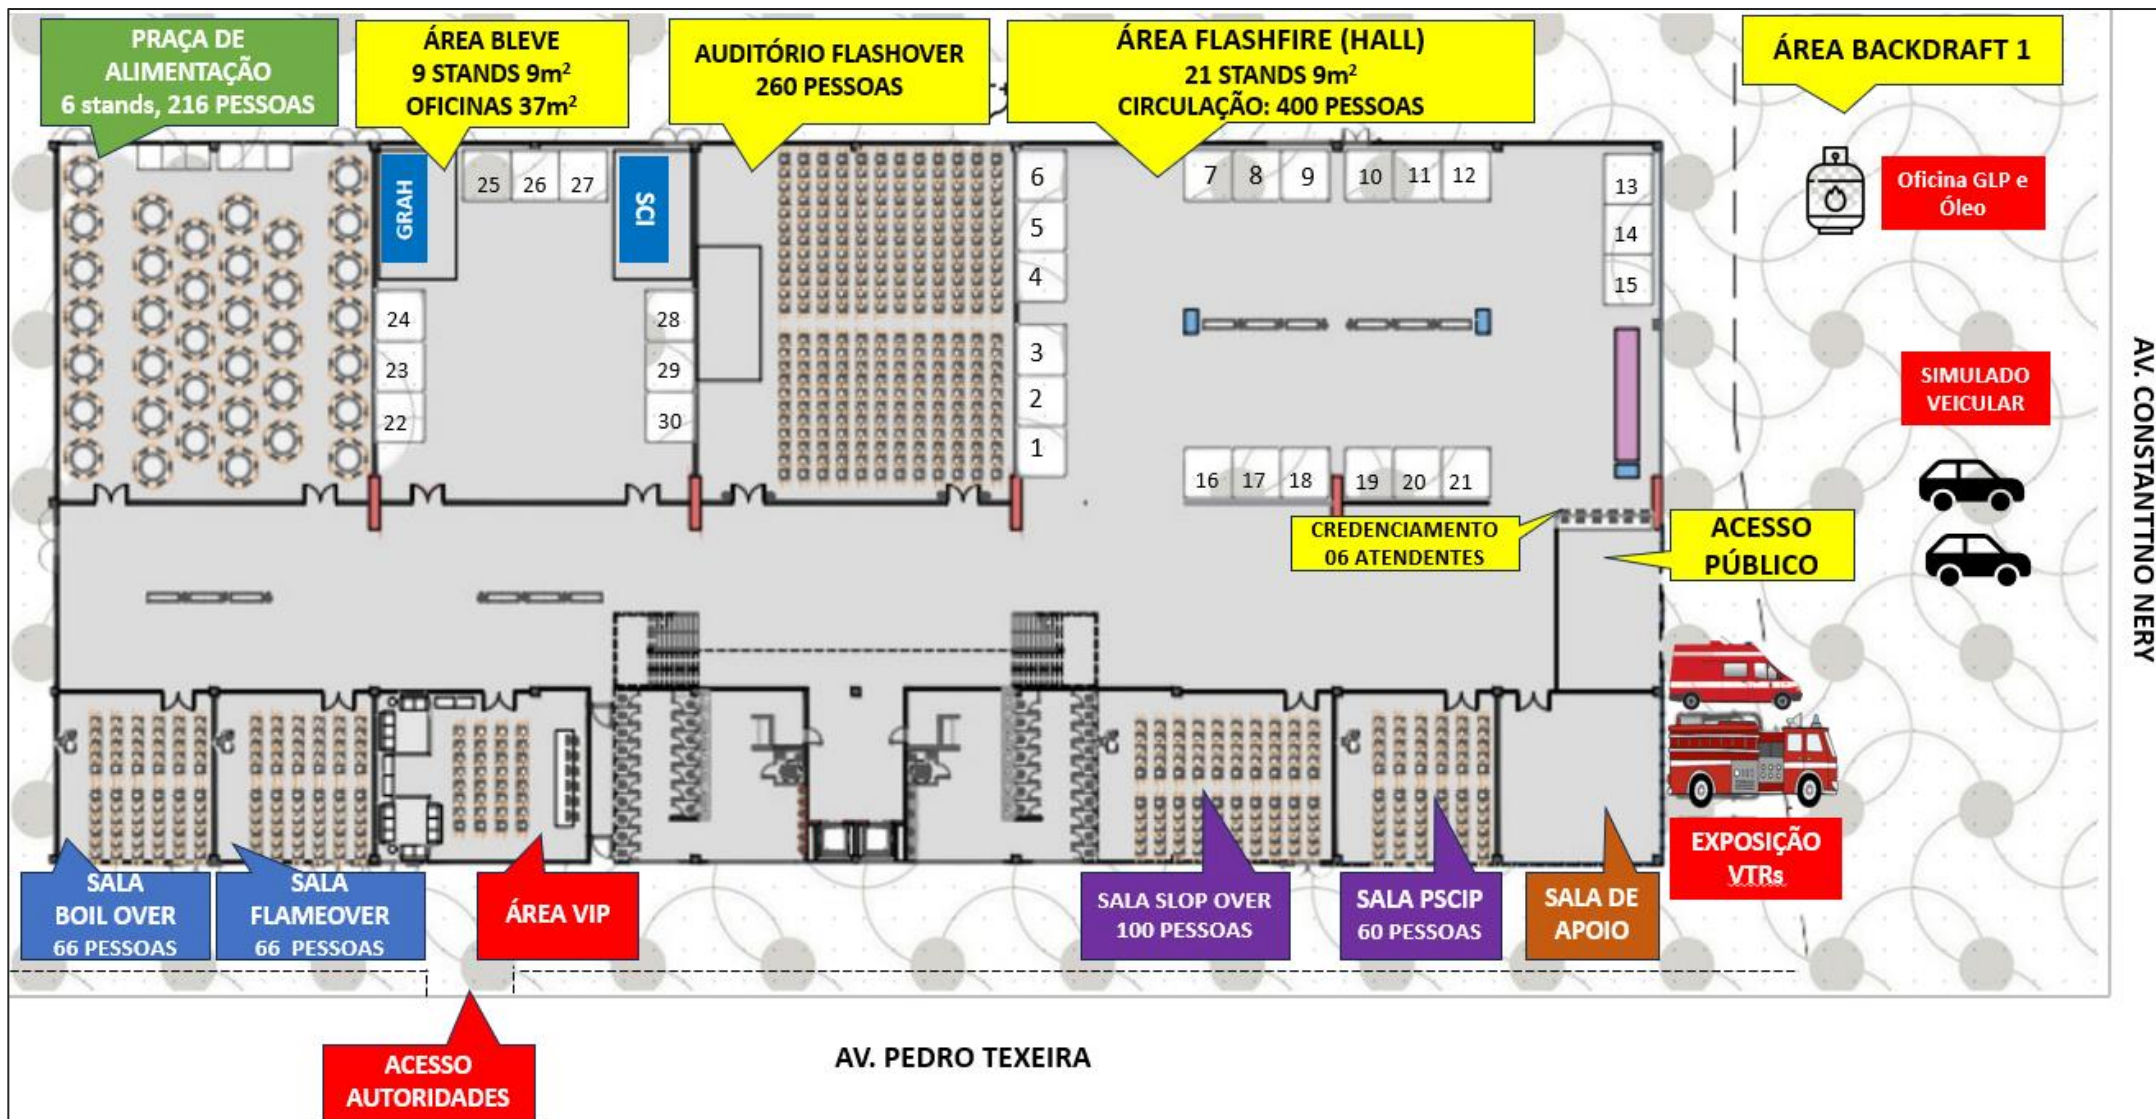 PRAÇA DE
ALIMENTAÇÃO
6 stands, 216 PESSOAS
ÁREA BLEVE
9 STANDS 9m²
OFICINAS 37m²
AUDITÓRIO FLASHOVER
260 PESSOAS
ÁREA FLASHFIRE (HALL)
21 STANDS 9m²
CIRCULAÇÃO: 400 PESSOAS
ÁREA BACKDRAFT 1
GRAH
25 26 27
SCI
6
5
4
3
2
1
7 8 9 10 11 12
13
14
15
Oficina GLP e
Óleo
24
23
22
28
29
30
SIMULADO
VEICULAR
AV. CONSTANTTNO NERY
16 17 18 19 20 21
CREDENCIAMENTO
06 ATENDENTES
ACESSO
PÚBLICO
EXPOSIÇÃO
VTRs
SALA
BOIL OVER
66 PESSOAS
SALA
FLAMEOVER
66 PESSOAS
ÁREA VIP
SALA SLOP OVER
100 PESSOAS
SALA PSCIP
60 PESSOAS
SALA DE
APOIO
ACESSO
AUTORIDADES
AV. PEDRO TEXEIRA